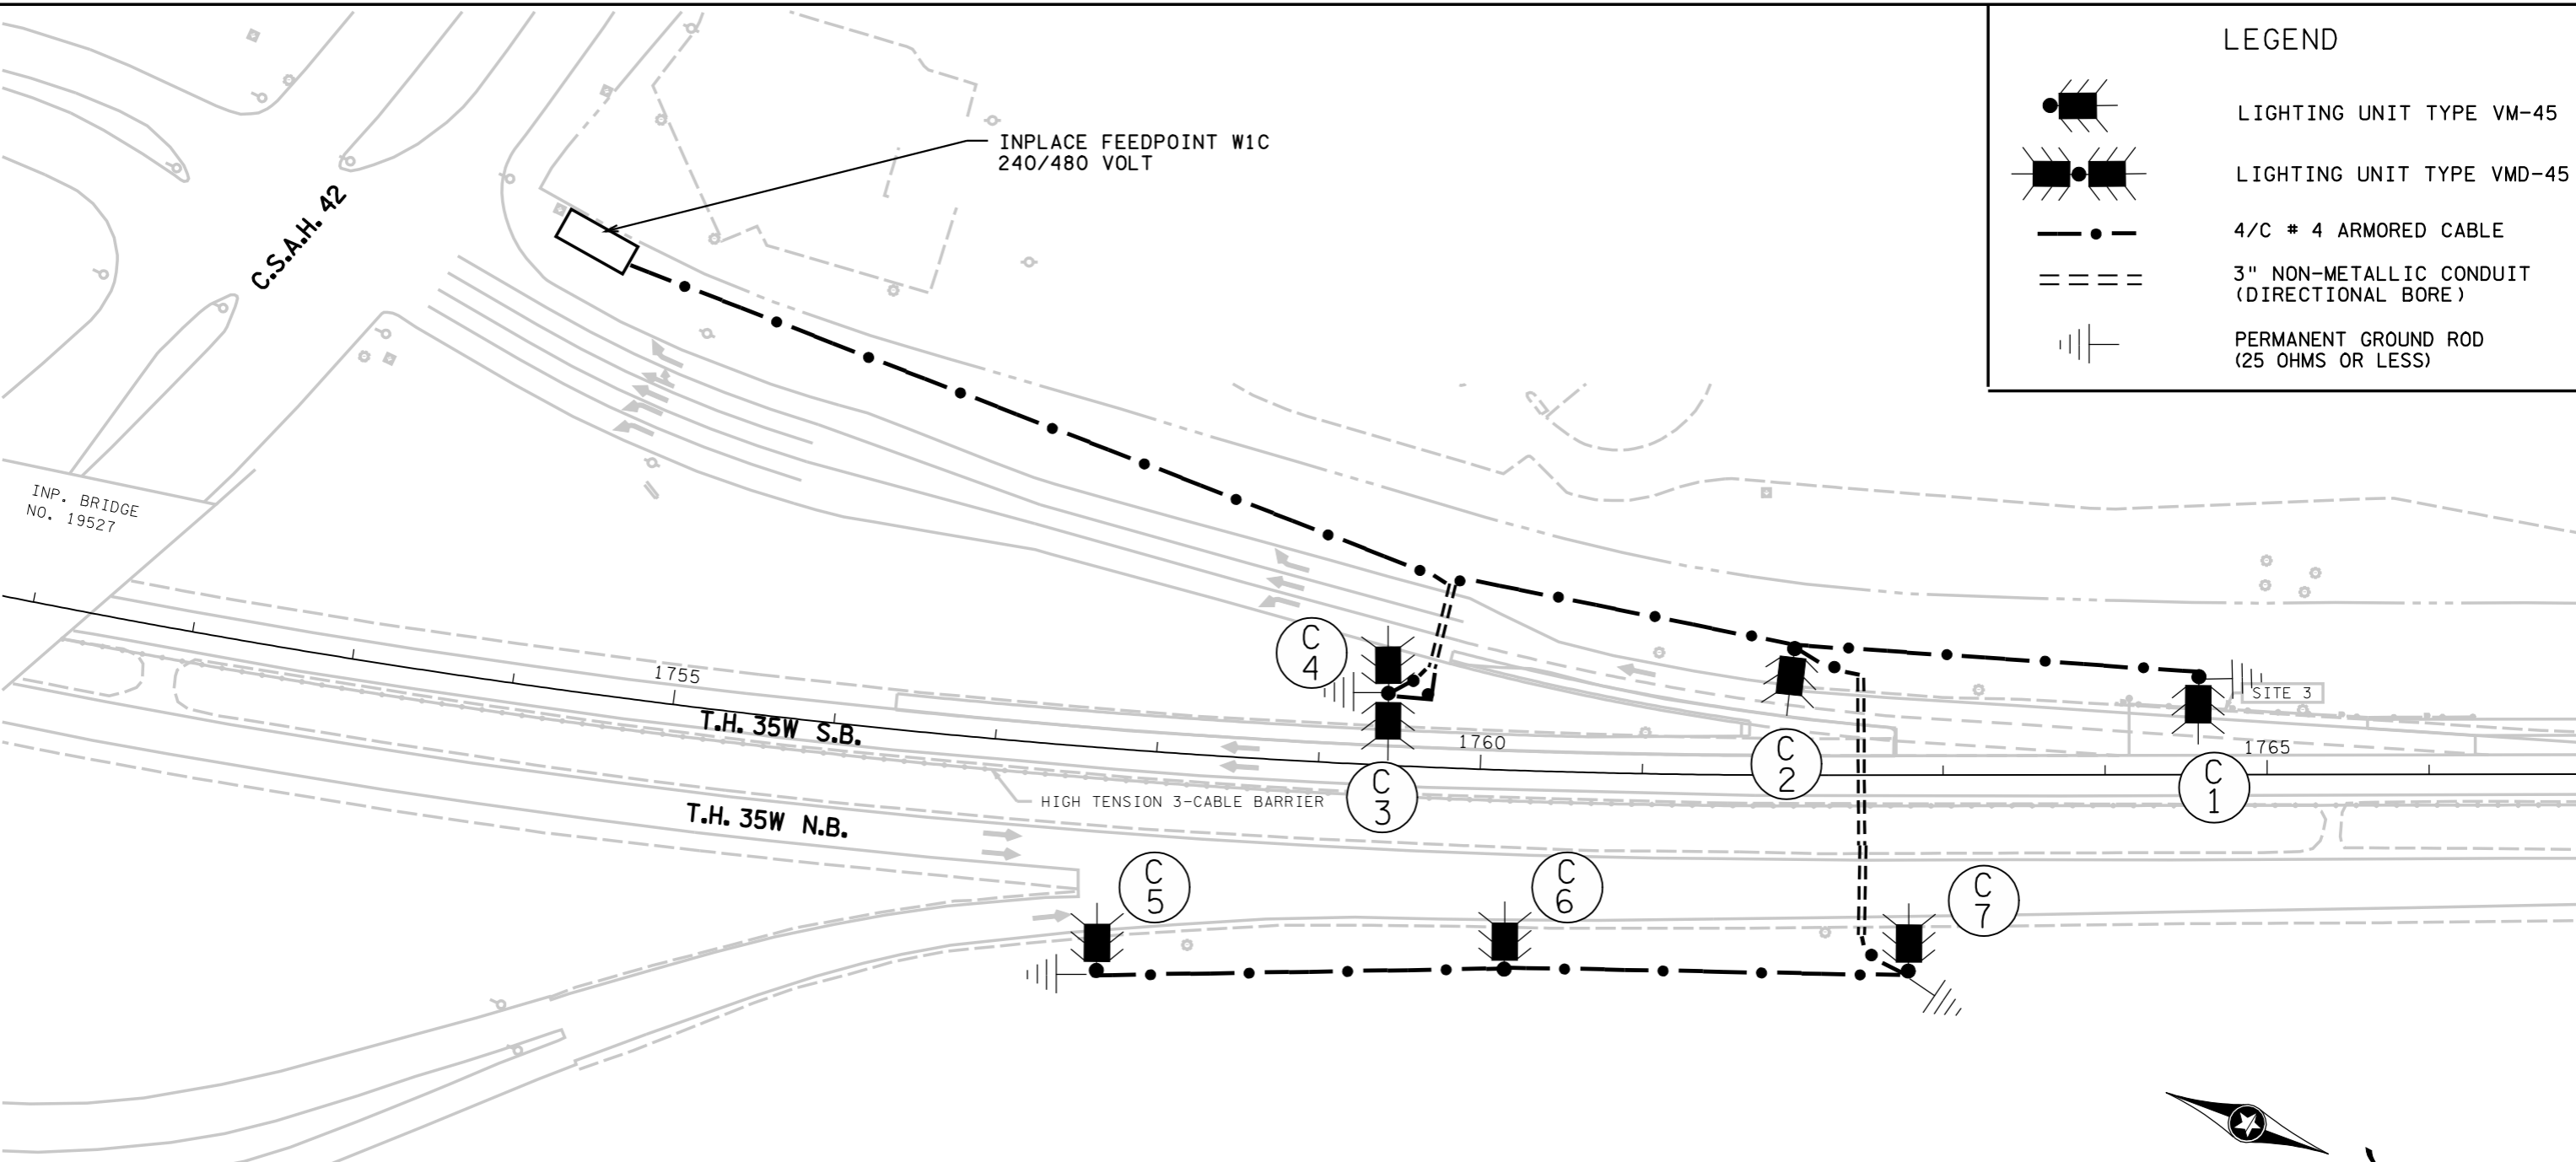 LEGEND
LIGHTING UNIT TYPE VM-45
LIGHTING UNIT TYPE VMD-45
4/C # 4 ARMORED CABLE
3" NON-METALLIC CONDUIT
(DIRECTIONAL BORE)
PERMANENT GROUND ROD
(25 OHMS OR LESS)
INPLACE FEEDPOINT W1C
240/480 VOLT
C.S.A.H. 42
INP. BRIDGE
NO. 19527
1755
T.H. 35W S.B.
T.H. 35W N.B.
HIGH TENSION 3-CABLE BARRIER
C
4
C
3
1760
C
2
SITE 3
1765
C
1
C
5
C
6
C
7